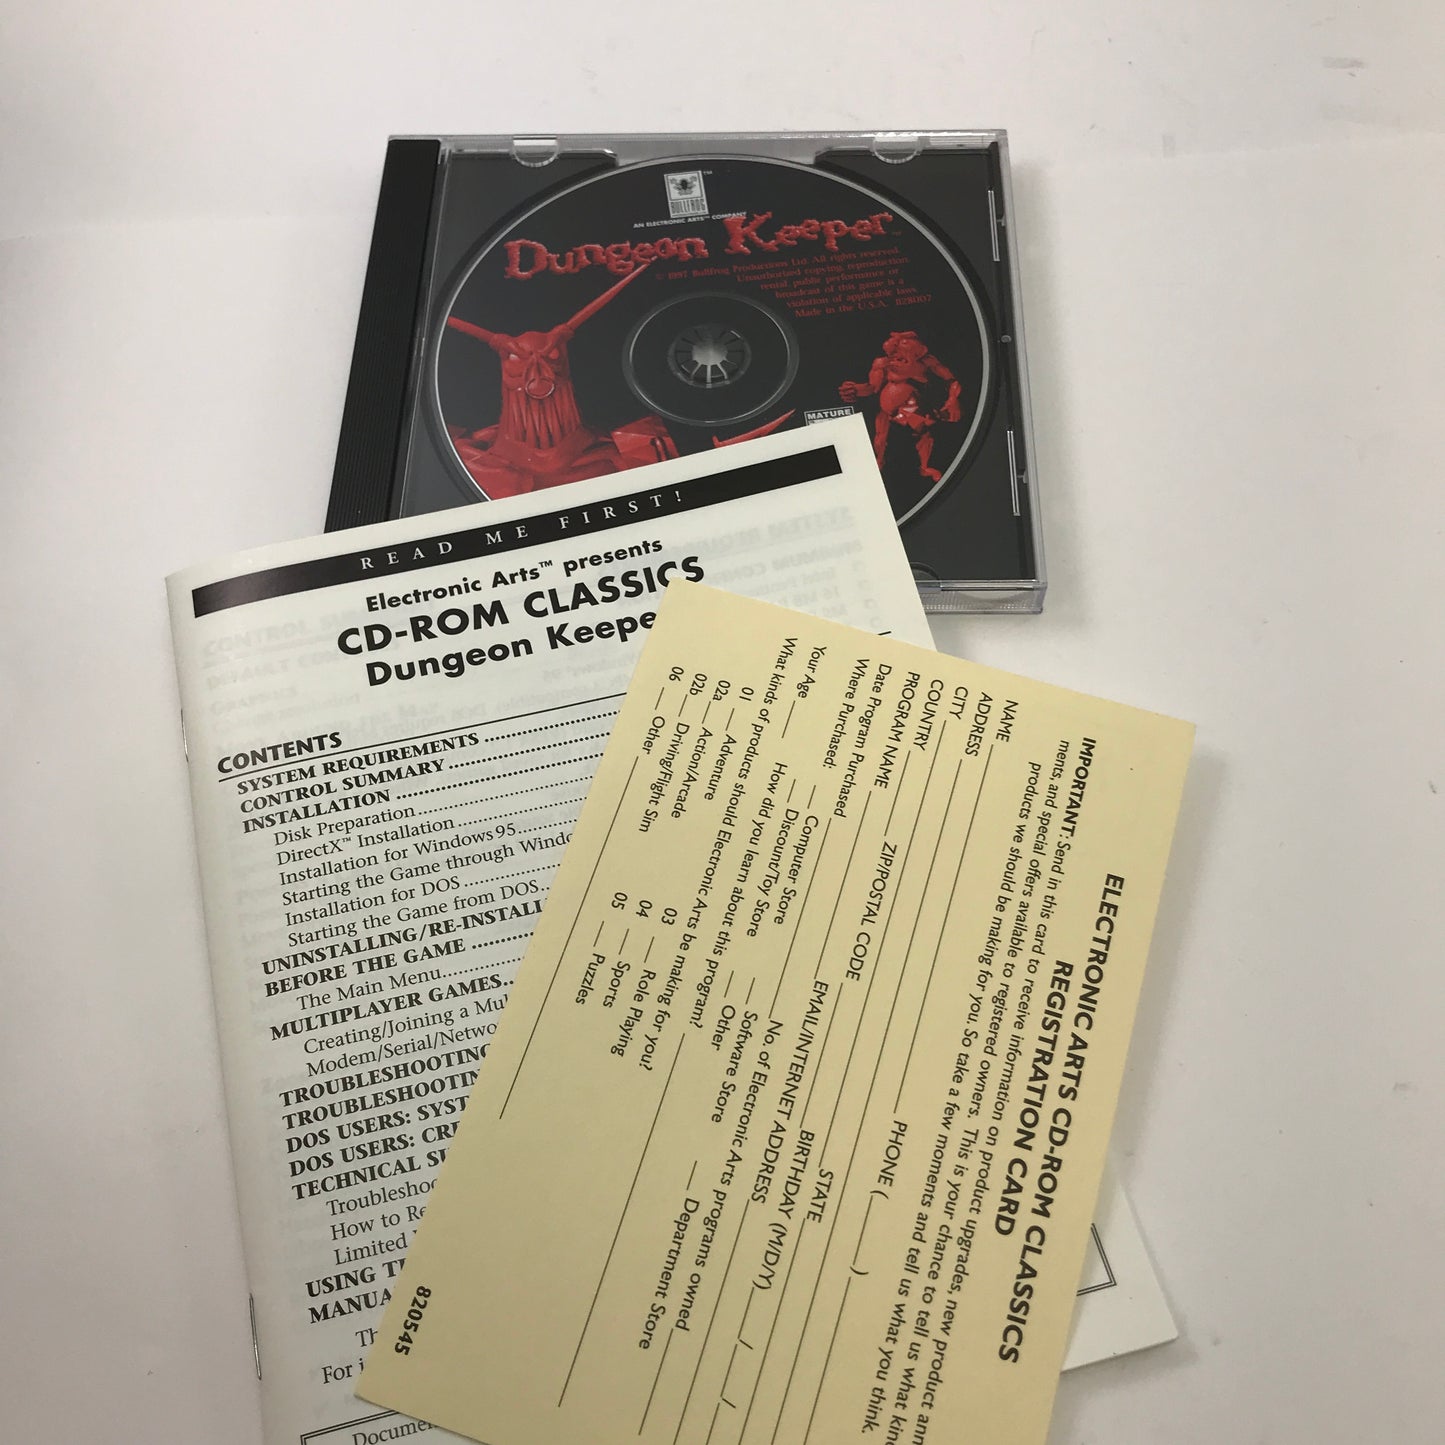 BULLFROG
TM
AN ELECTRONIC ARTS™ COMPANY
Dungeon Keeper™
© 1997 Bullfrog Productions Ltd. All rights reserved.
Unauthorized copying, reproduction,
rental, public performance or
broadcast of this game is a
violation of applicable laws.
Made in the U.S.A. 828007
MATURE
READ ME FIRST!
Electronic Arts™ presents
CD-ROM CLASSICS
Dungeon Keepe
CONTENTS
SYSTEM REQUIREMENTS
CONTROL SUMMARY
INSTALLATION
Disk Preparation
DirectX™ Installation
Installation for Windows 95
Starting the Game through Windo
Installation for DOS
Starting the Game from DOS
UNINSTALLING/RE-INSTALL
BEFORE THE GAME
The Main Menu
MULTIPLAYER GAMES
Creating/Joining a Mul
Modem/Serial/Netwo
TROUBLESHOOTING
TROUBLESHOOTIN
DOS USERS: SYST
DOS USERS: CRE
TECHNICAL SU
Troubleshoo
How to Re
Limited
USING T
MANUA
Th
For i
Documen
ELECTRONIC ARTS CD-ROM CLASSICS
REGISTRATION CARD
IMPORTANT: Send in this card to receive information on product upgrades, new product ann
ments, and special offers available to registered owners. This is your chance to tell us what kin
products we should be making for you. So take a few moments and tell us what you think.
NAME
ADDRESS
CITY STATE
COUNTRY ZIP/POSTAL CODE PHONE ( )
PROGRAM NAME EMAIL/INTERNET ADDRESS
Date Program Purchased BIRTHDAY (M/D/Y) / /
Where Purchased: Computer Store Software Store Department Store
Discount/Toy Store Other
Your Age How did you learn about this program?
No. of Electronic Arts programs owned
What kinds of products should Electronic Arts be making for you?
01 Adventure 03 Role Playing
02a Action/Arcade 04 Sports
02b Driving/Flight Sim 05 Puzzles
06 Other
820545